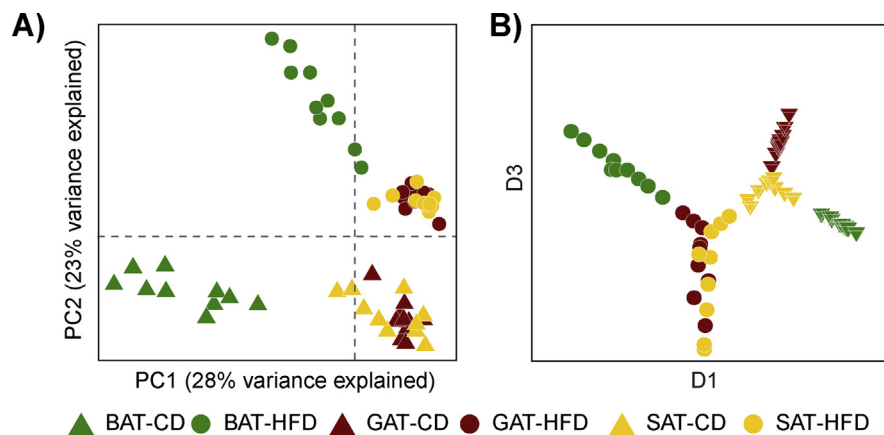 A)
PC2 (23% variance explained)
PC1 (28% variance explained)
B)
D3
D1
BAT-CD BAT-HFD GAT-CD GAT-HFD SAT-CD SAT-HFD